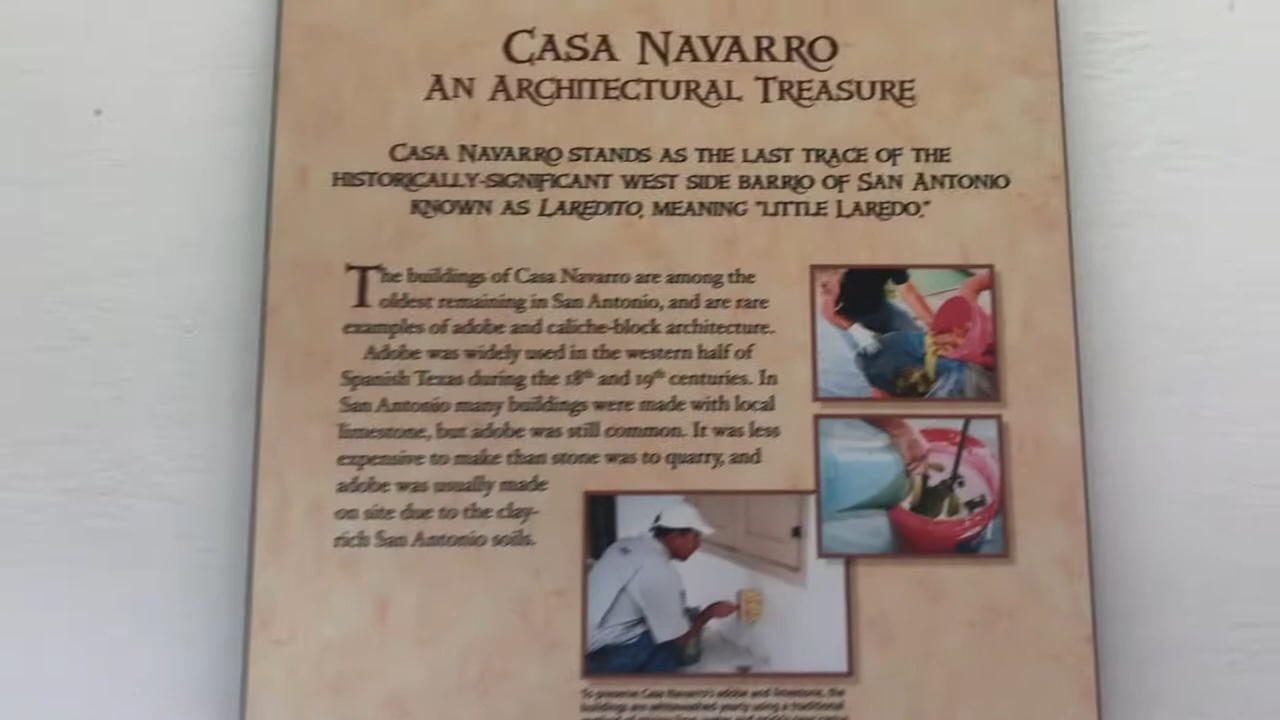 CASA NAVARRO
AN ARCHITECTURAL TREASURE
CASA NAVARRO STANDS AS THE LAST TRACE OF THE
HISTORICALLY-SIGNIFICANT WEST SIDE BARRIO OF SAN ANTONIO
KNOWN AS LAREDITO, MEANING "LITTLE LAREDO."
The buildings of Casa Navarro are among the
oldest remaining in San Antonio, and are rare
examples of adobe and caliche-block architecture.
Adobe was widely used in the western half of
Spanish Texas during the 18th and 19th centuries. In
San Antonio many buildings were made with local
limestone, but adobe was still common. It was less
expensive to make than stone was to quarry, and
adobe was usually made
on site due to the clay-
rich San Antonio soils.
To preserve Casa Navarro's adobe and limestone, the
buildings are whitewashed yearly using a traditional